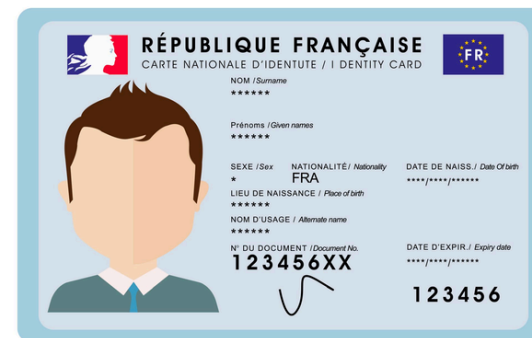 RÉPUBLIQUE FRANÇAISE
CARTE NATIONALE D'IDENTUTE / I DENTITY CARD
FR
NOM /Surname
******
Prénoms /Given names
******
SEXE /Sex NATIONALITÉ/ Nationality DATE DE NAISS./ Date Of birth
* FRA ****/****/******
LIEU DE NAISSANCE / Place of birth
******
NOM D'USAGE / Alternate name
******
N° DU DOCUMENT /Document No. DATE D'EXPIR./ Expiry date
123456XX ****/****/******
123456